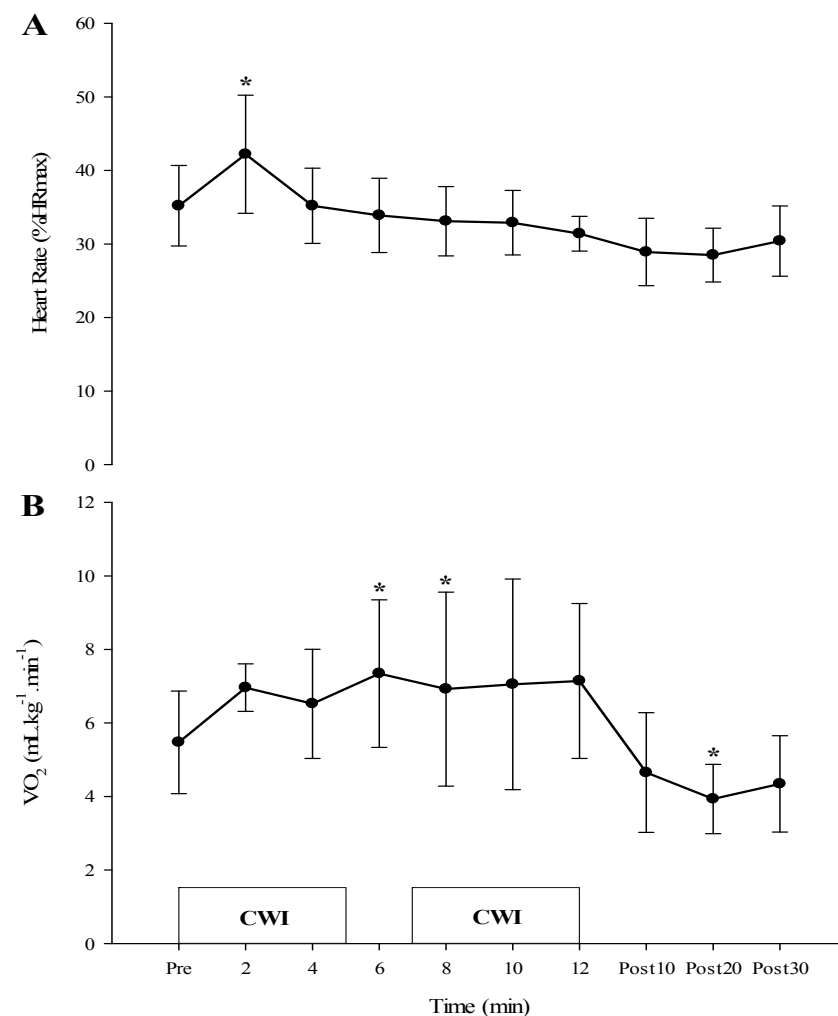 A
60
50
40
30
20
10
0
Heart Rate (%HRmax)
*
B
12
10
8
6
4
2
0
VO₂ (mL.kg⁻¹.min⁻¹)
* * *
CWI CWI
Pre 2 4 6 8 10 12 Post10 Post20 Post30
Time (min)